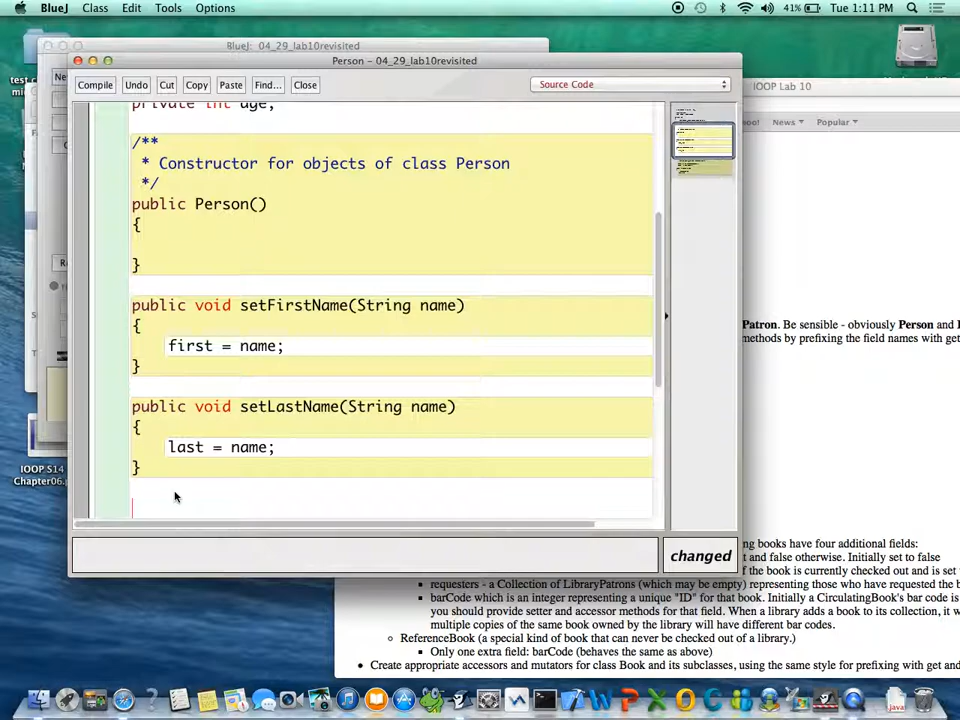 BlueJ Class Edit Tools Options 41% Tue 1:11 PM
BlueJ: 04_29_lab10revisited
Person - 04_29_lab10revisited
Compile Undo Cut Copy Paste Find... Close Source Code
IOOP Lab 10
News Popular
private int age;
/**
* Constructor for objects of class Person
*/
public Person()
{
}
public void setFirstName(String name)
{
first = name;
}
public void setLastName(String name)
{
last = name;
}
changed
Patron. Be sensible - obviously Person and
methods by prefixing the field names with get
IOOP S14
Chapter06.
ng books have four additional fields:
t and false otherwise. Initially set to false
of the book is currently checked out and is set
requesters - a Collection of LibraryPatrons (which may be empty) representing those who have requested the
barCode which is an integer representing a unique "ID" for that book. Initially a CirculatingBook's bar code is
you should provide setter and accessor methods for that field. When a library adds a book to its collection, it
multiple copies of the same book owned by the library will have different bar codes.
ReferenceBook (a special kind of book that can never be checked out of a library.)
Only one extra field: barCode (behaves the same as above)
Create appropriate accessors and mutators for class Book and its subclasses, using the same style for prefixing with get and